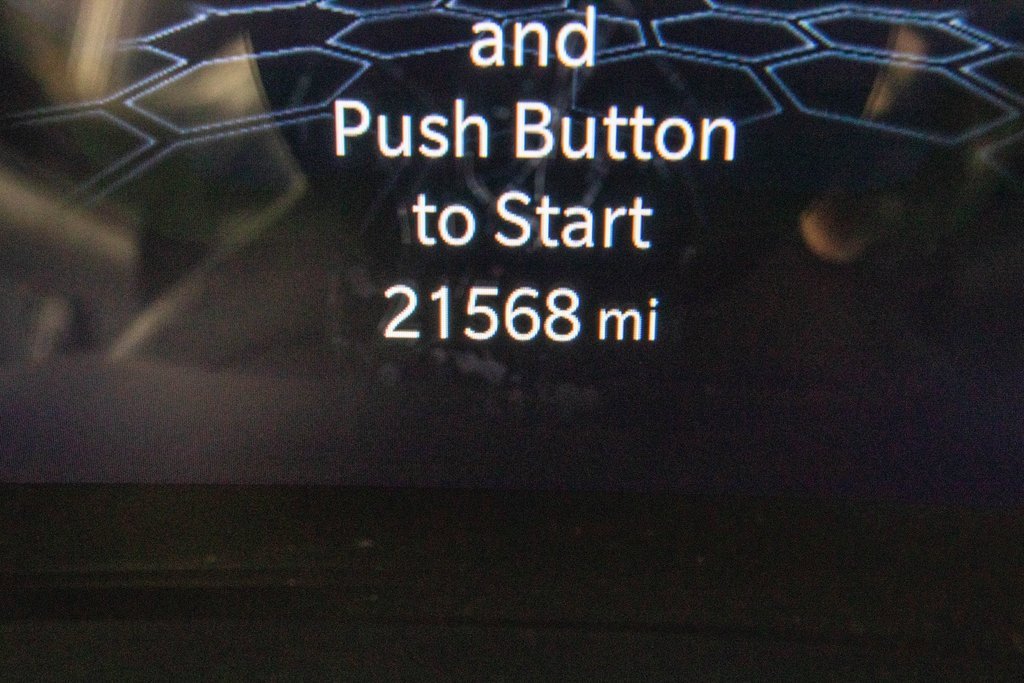 and
Push Button
to Start
21568 mi